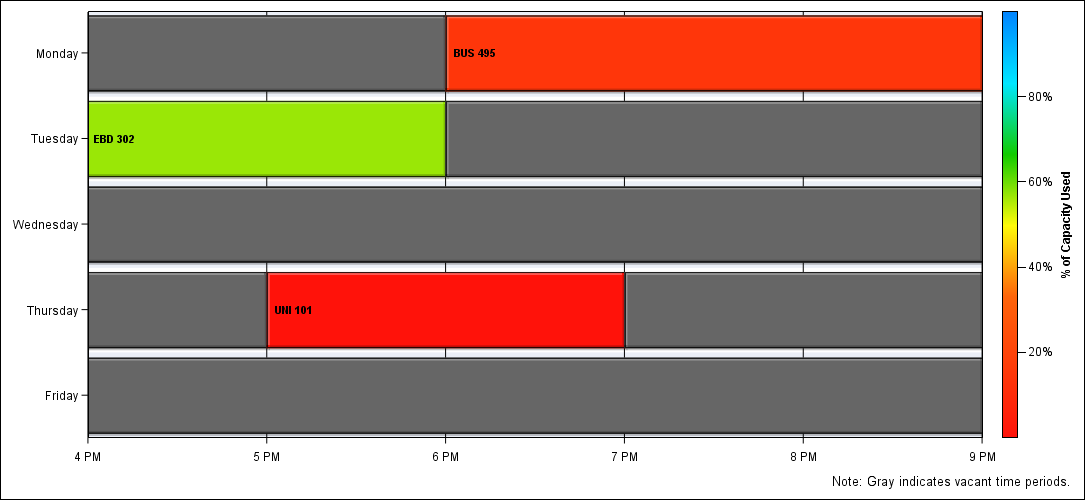 Monday
BUS 495
Tuesday
EBD 302
Wednesday
Thursday
UNI 101
Friday
4 PM 5 PM 6 PM 7 PM 8 PM 9 PM
80%
60%
40%
20%
% of Capacity Used
Note: Gray indicates vacant time periods.